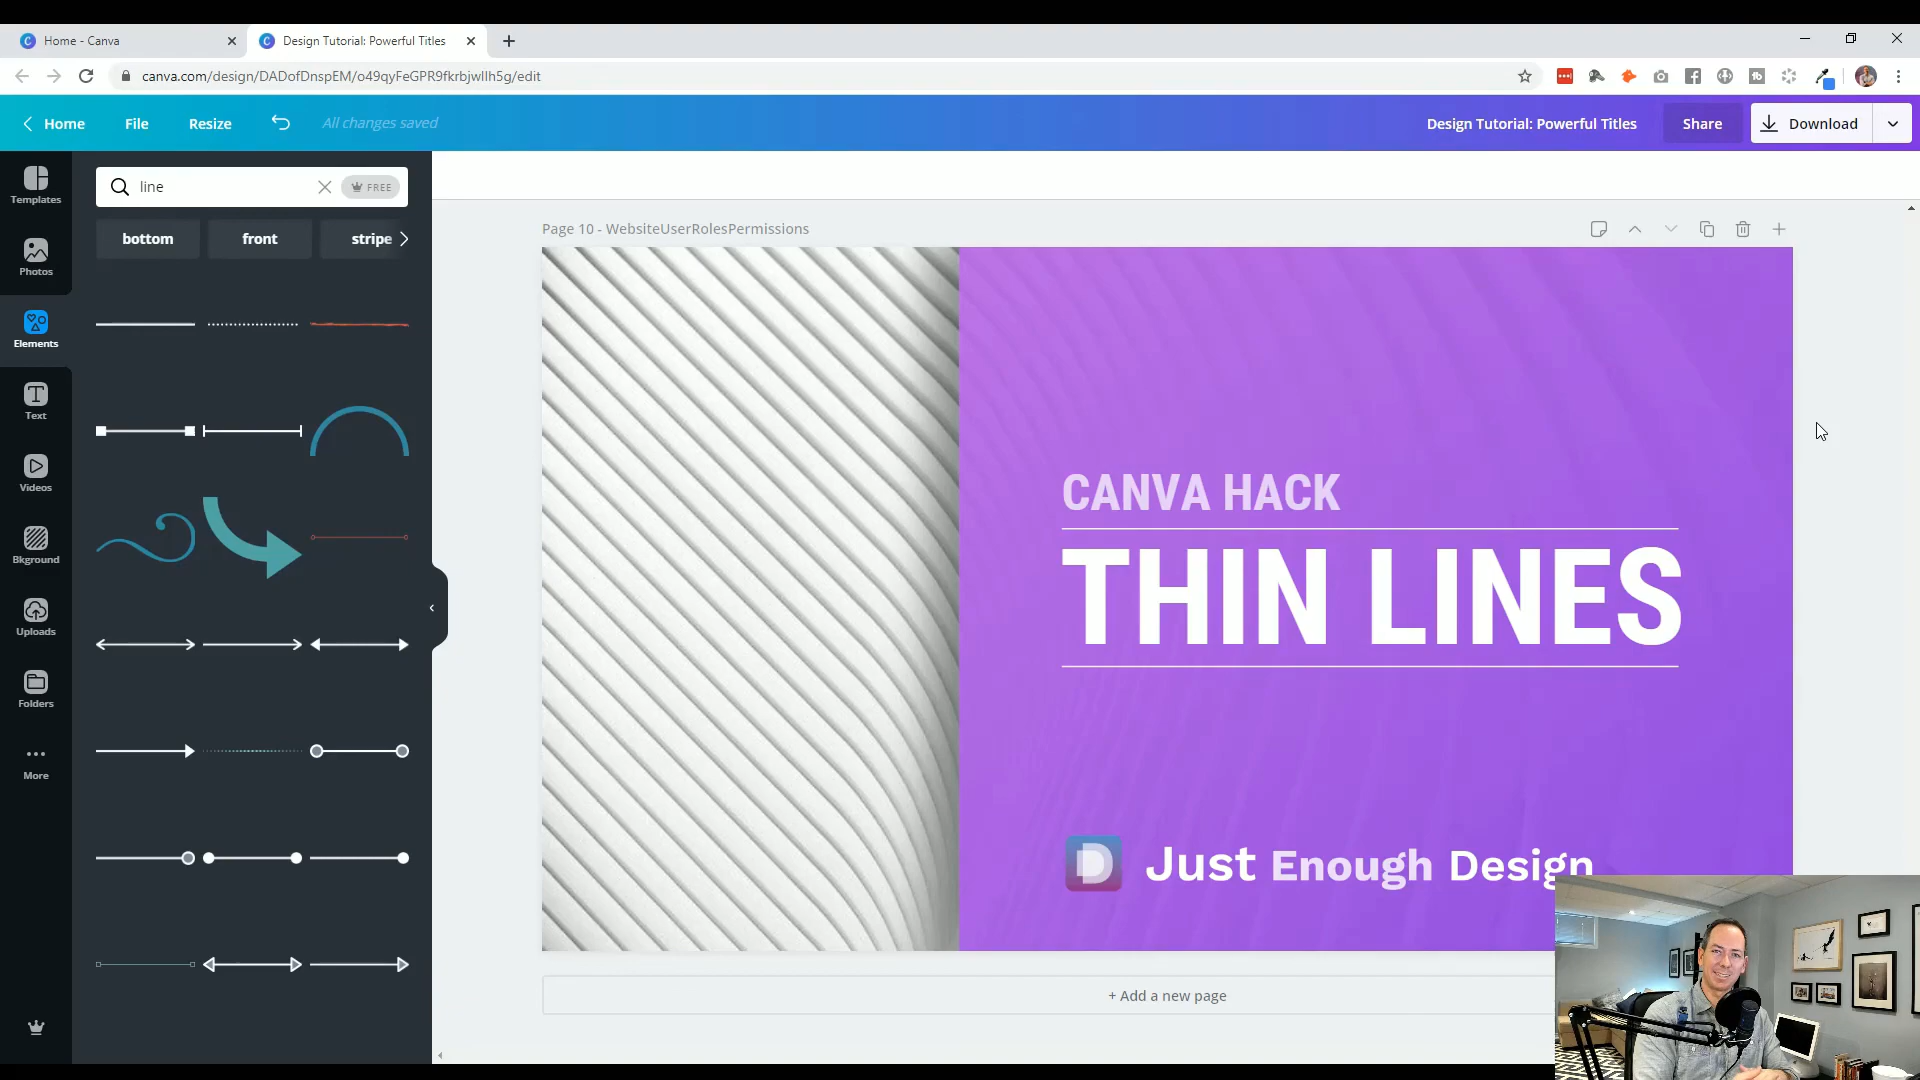 Home - Canva
Design Tutorial: Powerful Titles
canva.com/design/DADofDnspEM/o49qyFeGPR9fkrbjwllh5g/edit
Home
File
Resize
All changes saved
Design Tutorial: Powerful Titles
Share
Download
Templates
Photos
Elements
Text
Videos
Bkground
Uploads
Folders
More
line
FREE
bottom
front
stripe
Page 10 - WebsiteUserRolesPermissions
CANVA HACK
THIN LINES
D
Just Enough Design
+ Add a new page